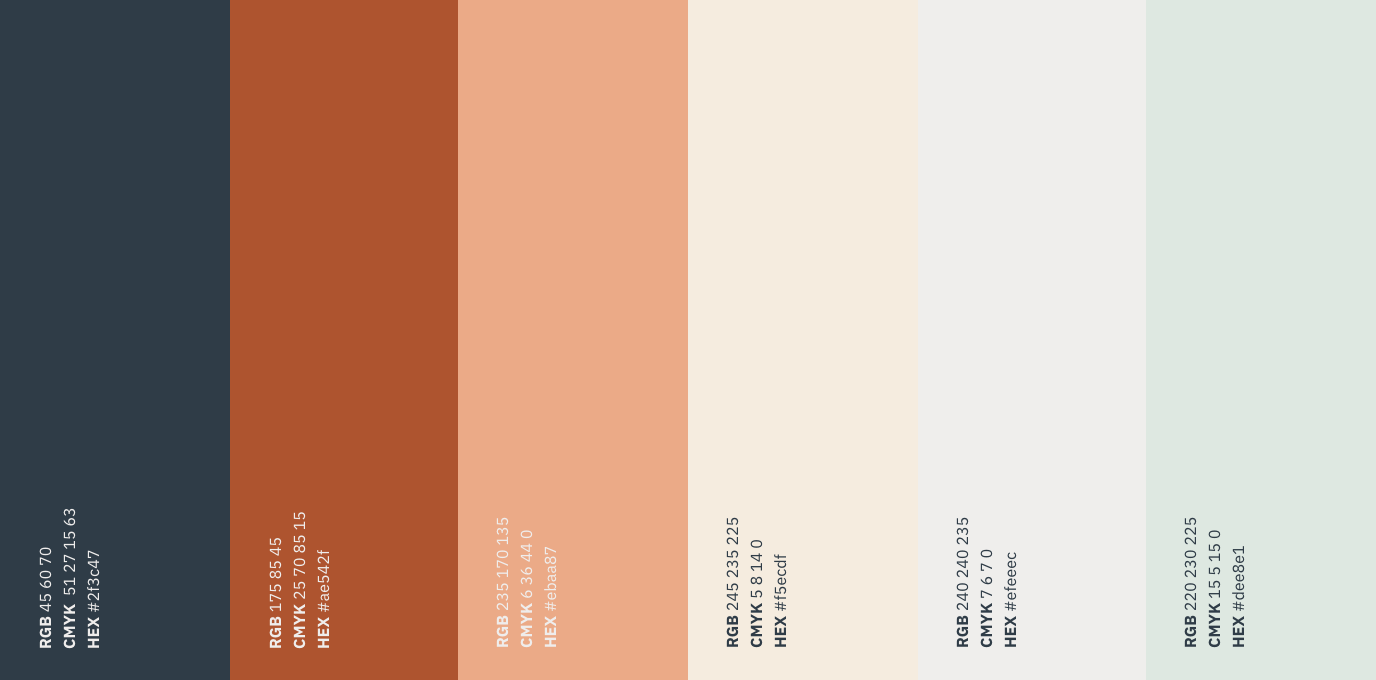 RGB 45 60 70
CMYK 51 27 15 63
HEX #2f3c47
RGB 175 85 45
CMYK 25 70 85 15
HEX #ae542f
RGB 235 170 135
CMYK 6 36 44 0
HEX #ebaa87
RGB 245 235 225
CMYK 5 8 14 0
HEX #f5ecdf
RGB 240 240 235
CMYK 7 6 7 0
HEX #efeeec
RGB 220 230 225
CMYK 15 5 15 0
HEX #dee8e1